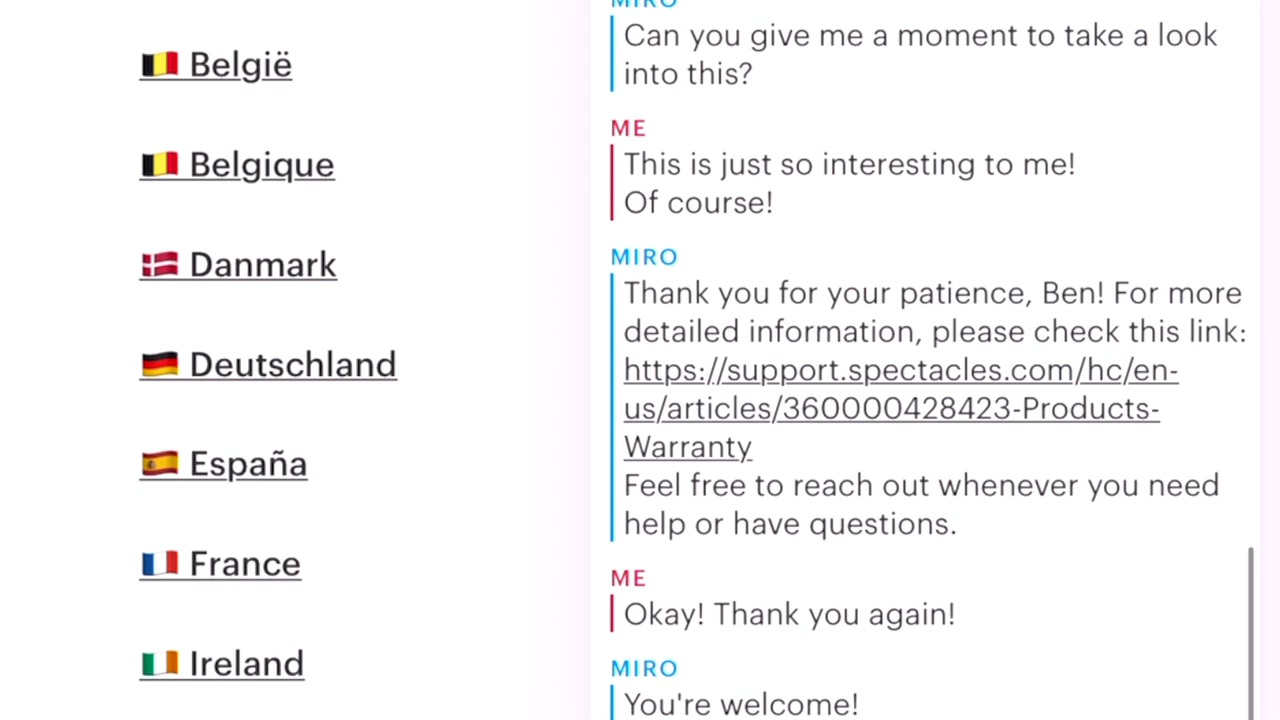 België
Belgique
Danmark
Deutschland
España
France
Ireland
MIRO
Can you give me a moment to take a look
into this?
ME
This is just so interesting to me!
Of course!
MIRO
Thank you for your patience, Ben! For more
detailed information, please check this link:
https://support.spectacles.com/hc/en-
us/articles/360000428423-Products-
Warranty
Feel free to reach out whenever you need
help or have questions.
ME
Okay! Thank you again!
MIRO
You're welcome!